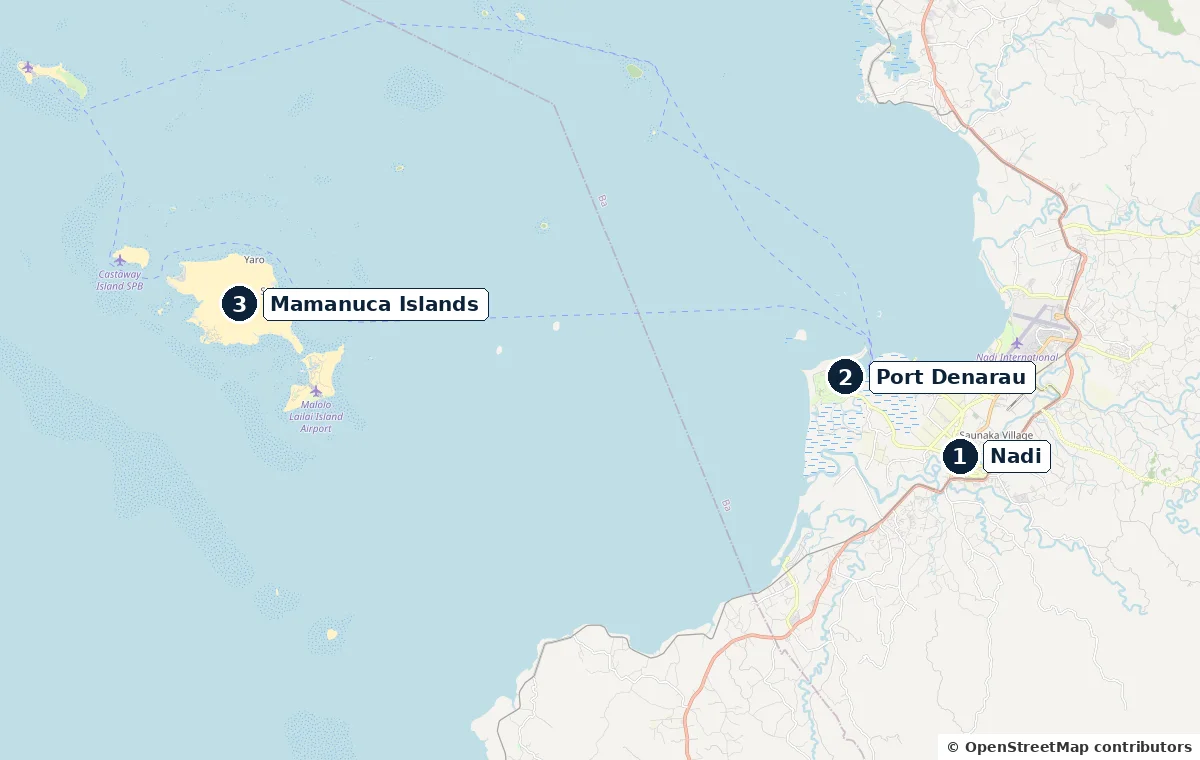 Ba
Yaro
Castaway
Island SPB
3
Mamanuca Islands
Nadi International
2
Port Denarau
Malolo
Lailai Island
Airport
Saunaka Village
1
Nadi
Ba
© OpenStreetMap contributors